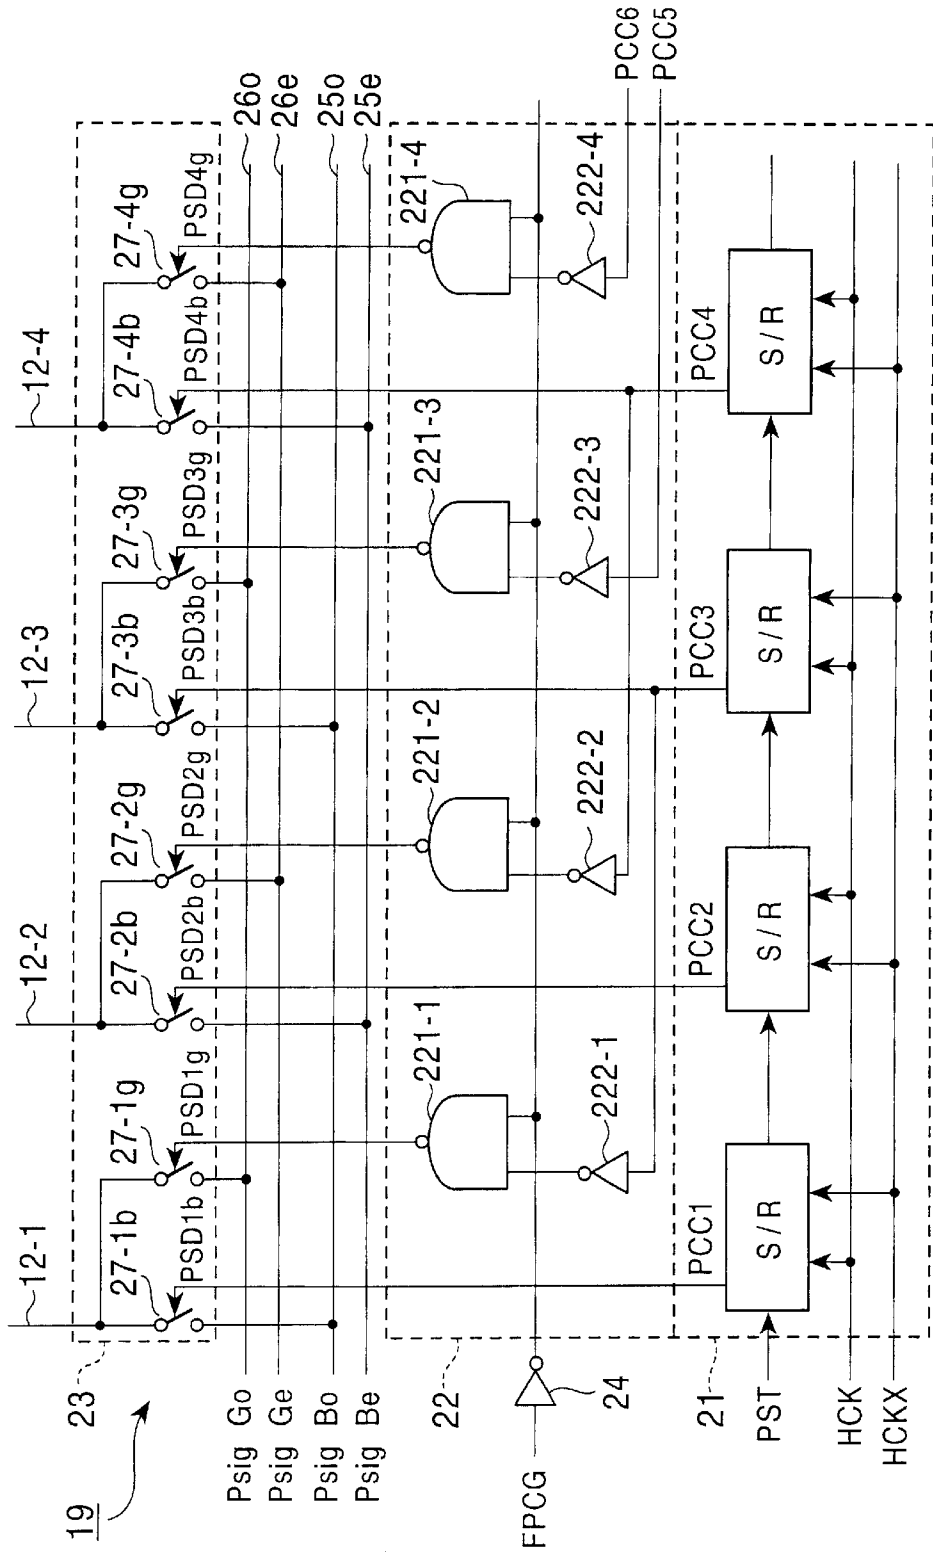 19
23
12-1
12-2
12-3
12-4
27-1b
27-1g
27-2b
27-2g
27-3b
27-3g
27-4b
27-4g
PSD1b
PSD1g
PSD2b
PSD2g
PSD3b
PSD3g
PSD4b
PSD4g
Psig Go
26o
Psig Ge
26e
Psig Bo
25o
Psig Be
25e
22
221-1
221-2
221-3
221-4
FPCG
24
222-1
222-2
222-3
222-4
PCC6
PCC5
21
PCC1
PCC2
PCC3
PCC4
PST
S/R
S/R
S/R
S/R
HCK
HCKX